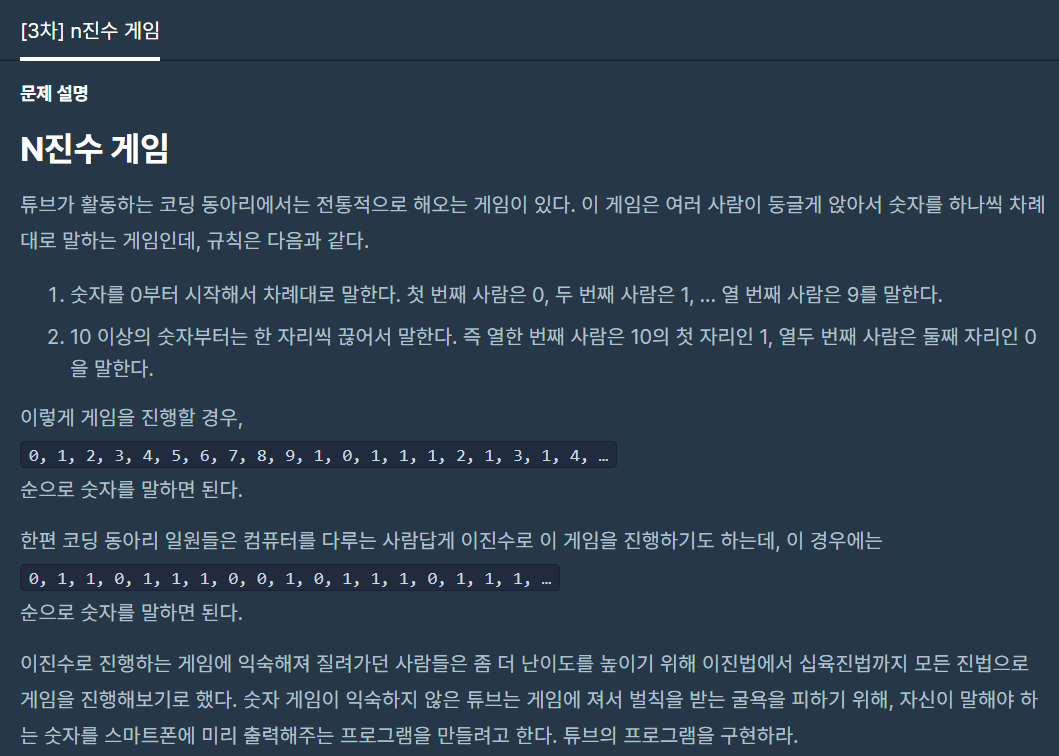 [3차] n진수 게임
문제 설명
N진수 게임
튜브가 활동하는 코딩 동아리에서는 전통적으로 해오는 게임이 있다. 이 게임은 여러 사람이 둥글게 앉아서 숫자를 하나씩 차례
대로 말하는 게임인데, 규칙은 다음과 같다.
1. 숫자를 0부터 시작해서 차례대로 말한다. 첫 번째 사람은 0, 두 번째 사람은 1, … 열 번째 사람은 9를 말한다.
2. 10 이상의 숫자부터는 한 자리씩 끊어서 말한다. 즉 열한 번째 사람은 10의 첫 자리인 1, 열두 번째 사람은 둘째 자리인 0
을 말한다.
이렇게 게임을 진행할 경우,
0, 1, 2, 3, 4, 5, 6, 7, 8, 9, 1, 0, 1, 1, 1, 2, 1, 3, 1, 4, …
순으로 숫자를 말하면 된다.
한편 코딩 동아리 일원들은 컴퓨터를 다루는 사람답게 이진수로 이 게임을 진행하기도 하는데, 이 경우에는
0, 1, 1, 0, 1, 1, 1, 0, 0, 1, 0, 1, 1, 1, 0, 1, 1, 1, …
순으로 숫자를 말하면 된다.
이진수로 진행하는 게임에 익숙해져 질려가던 사람들은 좀 더 난이도를 높이기 위해 이진법에서 십육진법까지 모든 진법으로
게임을 진행해보기로 했다. 숫자 게임이 익숙하지 않은 튜브는 게임에 져서 벌칙을 받는 굴욕을 피하기 위해, 자신이 말해야 하
는 숫자를 스마트폰에 미리 출력해주는 프로그램을 만들려고 한다. 튜브의 프로그램을 구현하라.